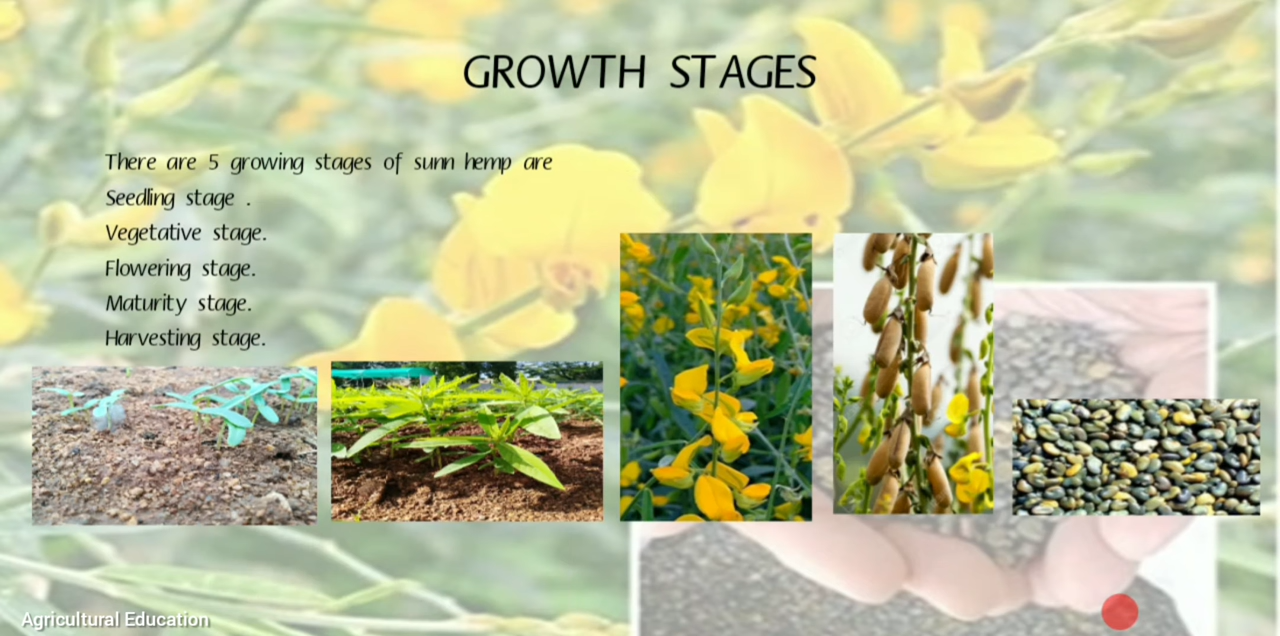 GROWTH STAGES
There are 5 growing stages of sunn hemp are
Seedling stage .
Vegetative stage.
Flowering stage.
Maturity stage.
Harvesting stage.
Agricultural Education